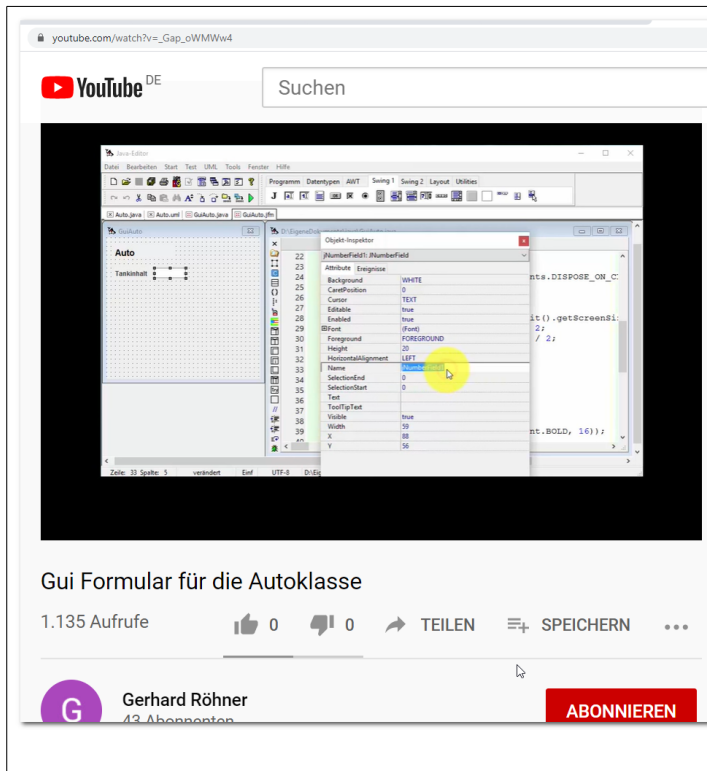 youtube.com/watch?v=_Gap_oWMWw4
YouTube DE
Suchen
Java-Editor
Datei Bearbeiten Start Test UML Tools Fenster Hilfe
Programm Datentypen AWT Swing 1 Swing 2 Layout Utilities
Auto.java Auto.uml GuiAuto.java GuiAuto.jfm
GuiAuto
Auto
Tankinhalt
Objekt-Inspektor
jNumberField1: JNumberField
Attribute Ereignisse
Background WHITE
CaretPosition 0
Cursor TEXT
Editable true
Enabled true
Font (Font)
Foreground FOREGROUND
Height 20
HorizontalAlignment LEFT
Name
SelectionEnd 0
SelectionStart 0
Text
ToolTipText
Visible true
Width 59
X 88
Y 56
22
23
24
25
26
27
28
29
30
31
32
33
34
35
36
37
38
39
nts.DISPOSE_ON_C
it().getScreenSi
2;
/ 2;
nt.BOLD, 16));
Zeile: 33 Spalte: 5 verändert Einf UTF-8
Gui Formular für die Autoklasse
1.135 Aufrufe 0 0 TEILEN SPEICHERN
G
Gerhard Röhner
43 Abonnenten
ABONNIEREN